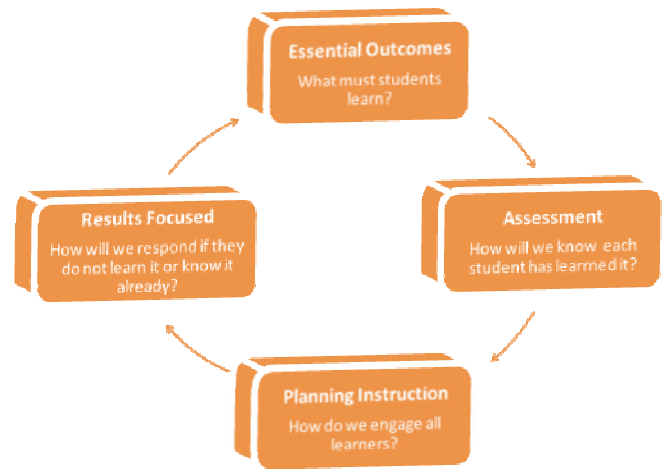 Essential Outcomes
What must students
learn?
Results Focused
How will we respond if they
do not learn it or know it
already?
Assessment
How will we know each
student has learrned it?
Planning Instruction
How do we engage all
learners?